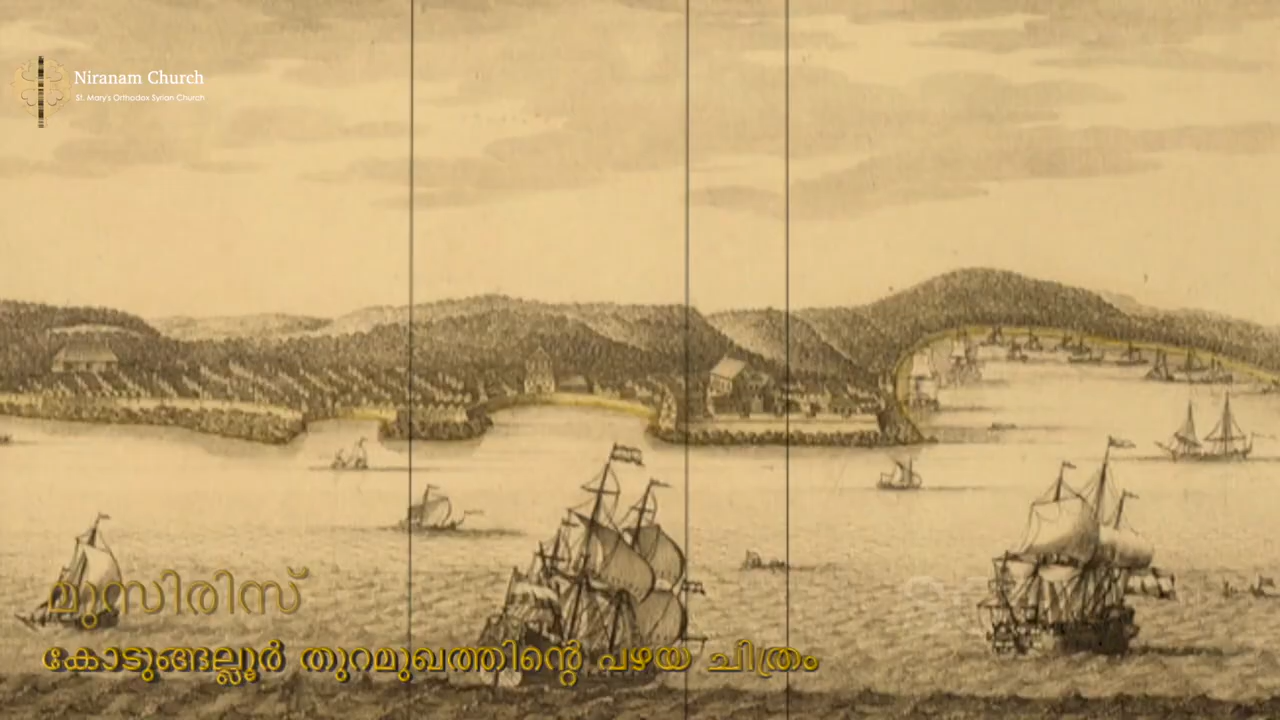 Niranam Church
St. Mary's Orthodox Syrian Church
മുസിരിസ്
കോടുംങ്ങല്ലൂർ തുറമുഖത്തിന്റെ പഴയ ചിത്രം